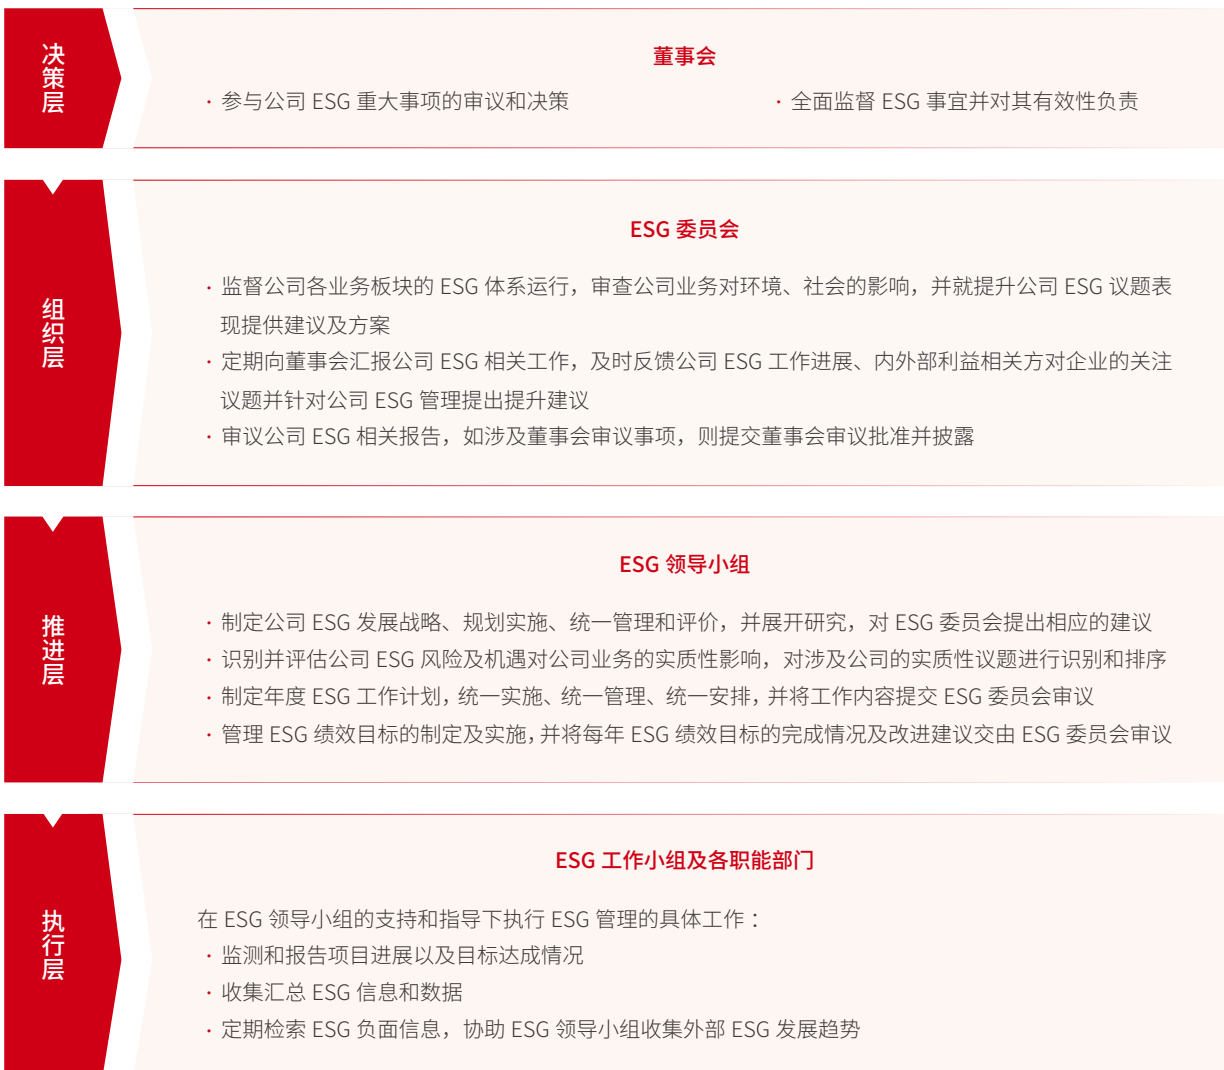 决策层
董事会
· 参与公司 ESG 重大事项的审议和决策
· 全面监督 ESG 事宜并对其有效性负责
组织层
ESG 委员会
· 监督公司各业务板块的 ESG 体系运行，审查公司业务对环境、社会的影响，并就提升公司 ESG 议题表
现提供建议及方案
· 定期向董事会汇报公司 ESG 相关工作，及时反馈公司 ESG 工作进展、内外部利益相关方对企业的关注
议题并针对公司 ESG 管理提出提升建议
· 审议公司 ESG 相关报告，如涉及董事会审议事项，则提交董事会审议批准并披露
推进层
ESG 领导小组
· 制定公司 ESG 发展战略、规划实施、统一管理和评价，并展开研究，对 ESG 委员会提出相应的建议
· 识别并评估公司 ESG 风险及机遇对公司业务的实质性影响，对涉及公司的实质性议题进行识别和排序
· 制定年度 ESG 工作计划，统一实施、统一管理、统一安排，并将工作内容提交 ESG 委员会审议
· 管理 ESG 绩效目标的制定及实施，并将每年 ESG 绩效目标的完成情况及改进建议交由 ESG 委员会审议
执行层
ESG 工作小组及各职能部门
在 ESG 领导小组的支持和指导下执行 ESG 管理的具体工作：
· 监测和报告项目进展以及目标达成情况
· 收集汇总 ESG 信息和数据
· 定期检索 ESG 负面信息，协助 ESG 领导小组收集外部 ESG 发展趋势